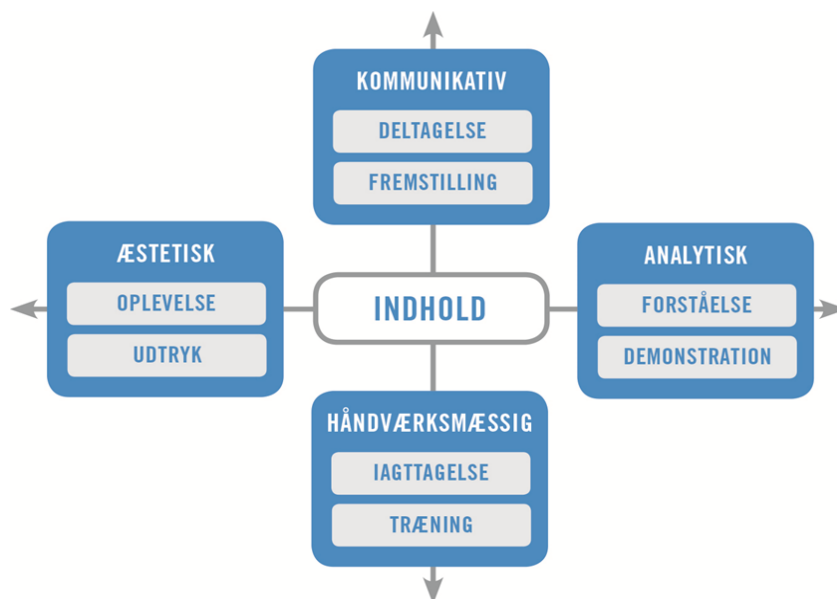 KOMMUNIKATIV
DELTAGELSE
FREMSTILLING
ÆSTETISK
OPLEVELSE
UDTRYK
INDHOLD
ANALYTISK
FORSTÅELSE
DEMONSTRATION
HÅNDVÆRKSMÆSSIG
IAGTTAGELSE
TRÆNING